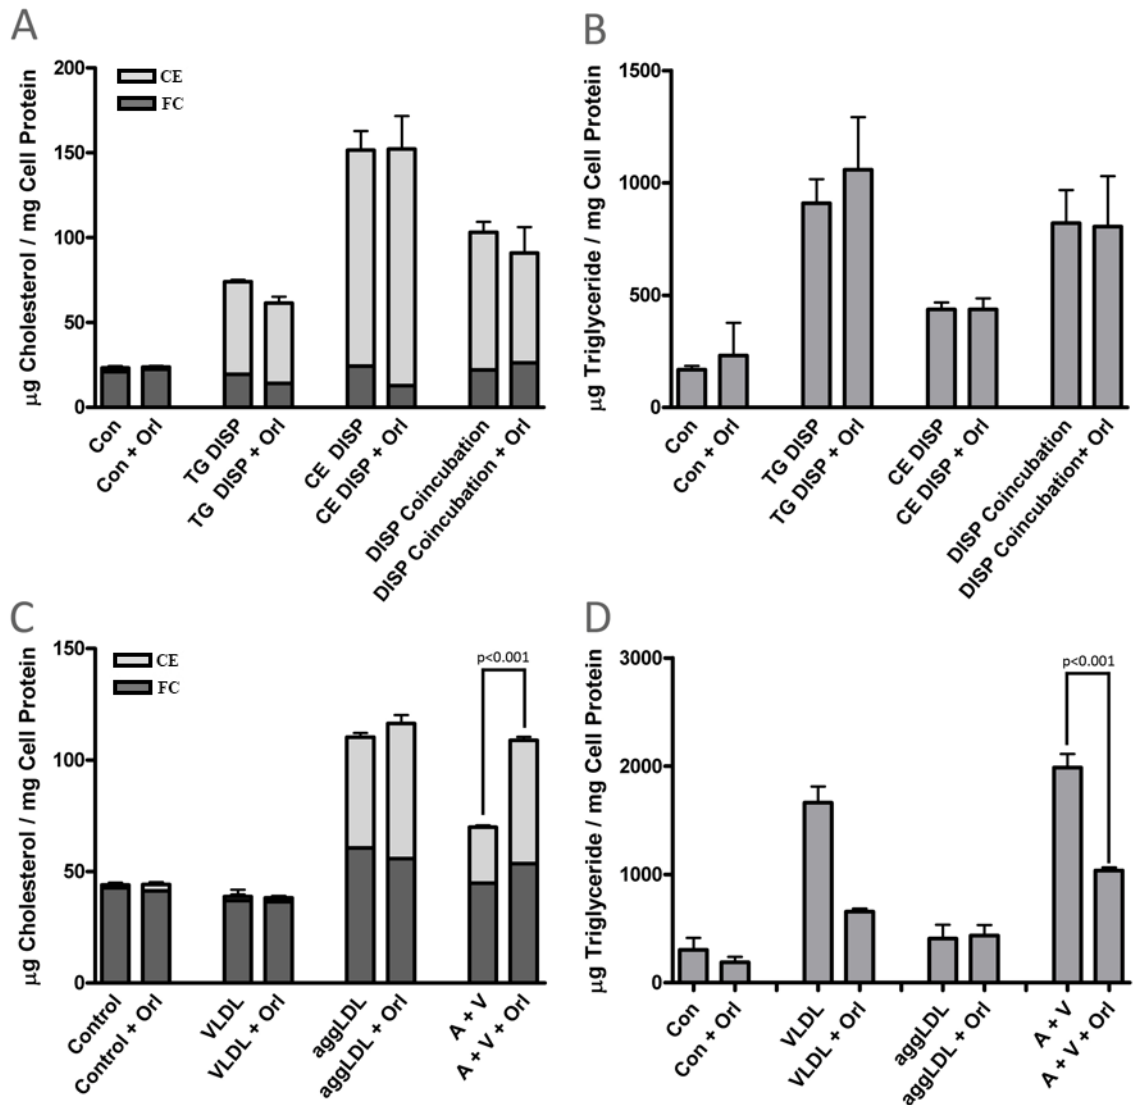 A
µg Cholesterol / mg Cell Protein
200
150
100
50
0
CE
FC
Con
Con + Orl
TG DISP
TG DISP + Orl
CE DISP
CE DISP + Orl
DISP Coincubation
DISP Coincubation + Orl
B
µg Triglyceride / mg Cell Protein
1500
1000
500
0
Con
Con + Orl
TG DISP
TG DISP + Orl
CE DISP
CE DISP + Orl
DISP Coincubation
DISP Coincubation+ Orl
C
µg Cholesterol / mg Cell Protein
150
100
50
0
CE
FC
p<0.001
Control
Control + Orl
VLDL
VLDL + Orl
aggLDL
aggLDL + Orl
A + V
A + V + Orl
D
µg Triglyceride / mg Cell Protein
3000
2000
1000
0
p<0.001
Con
Con + Orl
VLDL
VLDL + Orl
aggLDL
aggLDL + Orl
A + V
A + V + Orl